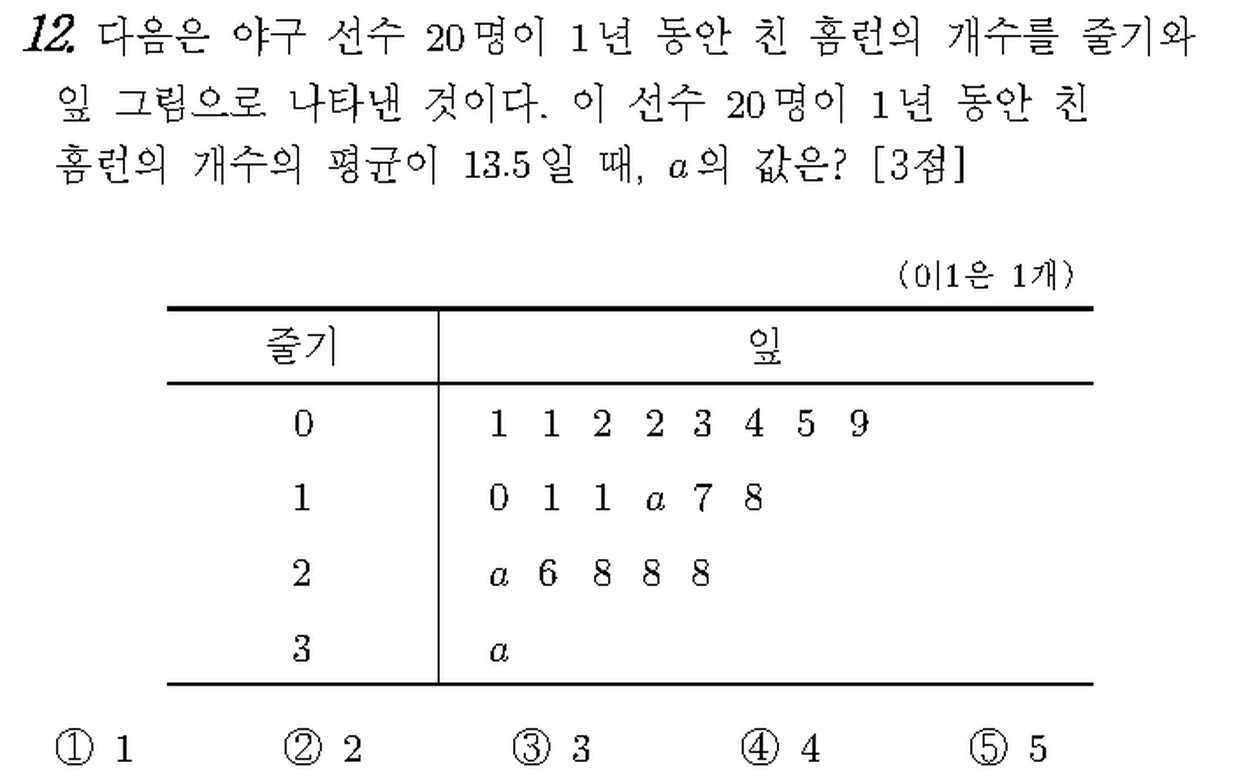 12. 다음은 야구 선수 20명이 1년 동안 친 홈런의 개수를 줄기와
잎 그림으로 나타낸 것이다. 이 선수 20명이 1년 동안 친
홈런의 개수의 평균이 13.5일 때, a의 값은? [3점]
(0|1은 1개)
줄기 잎
0 1 1 2 2 3 4 5 9
1 0 1 1 a 7 8
2 a 6 8 8 8
3 a
① 1 ② 2 ③ 3 ④ 4 ⑤ 5